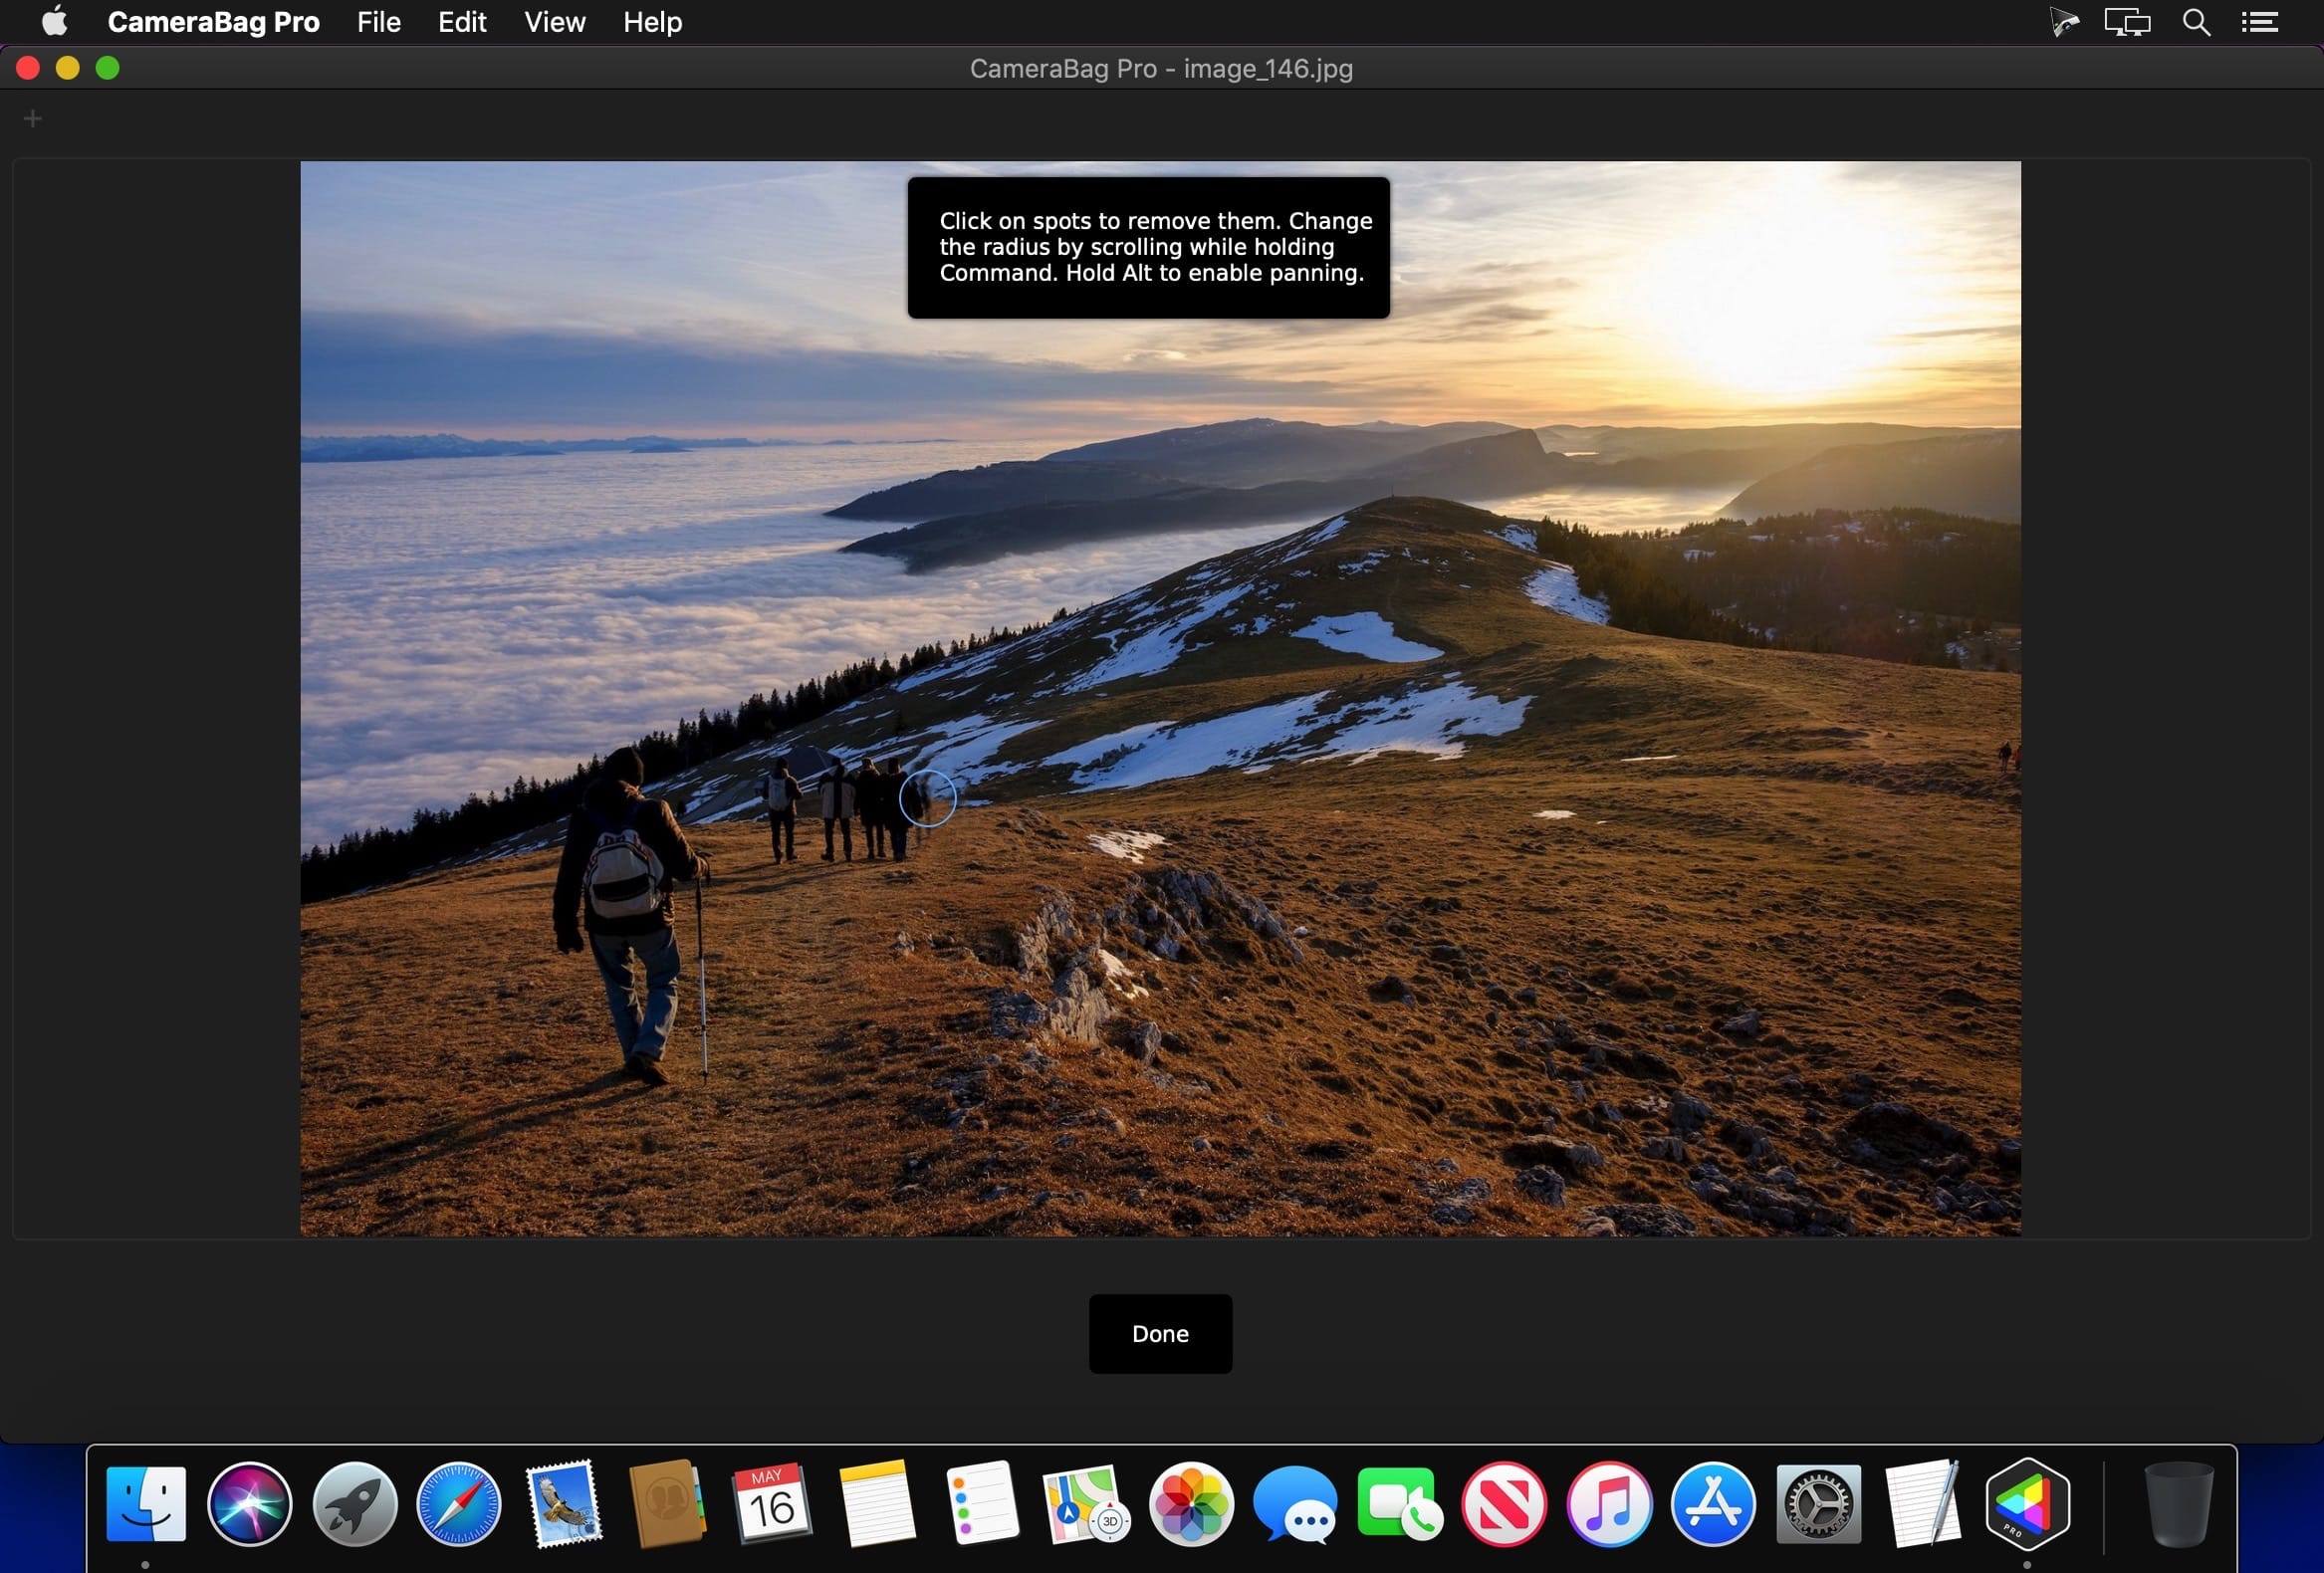 CameraBag Pro File Edit View Help
CameraBag Pro - image_146.jpg
Click on spots to remove them. Change
the radius by scrolling while holding
Command. Hold Alt to enable panning.
Done
MAY
16
3D
PRO